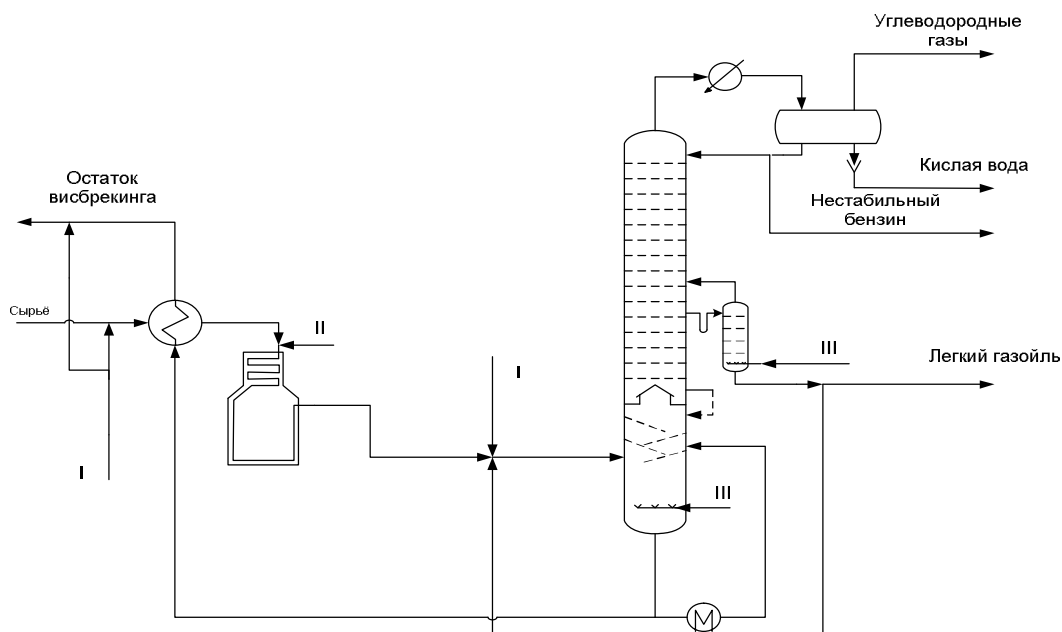 Углеводородные
газы
Остаток
висбрекинга
Кислая вода
Нестабильный
бензин
Сырьё
II
III
I
Легкий газойль
I
III